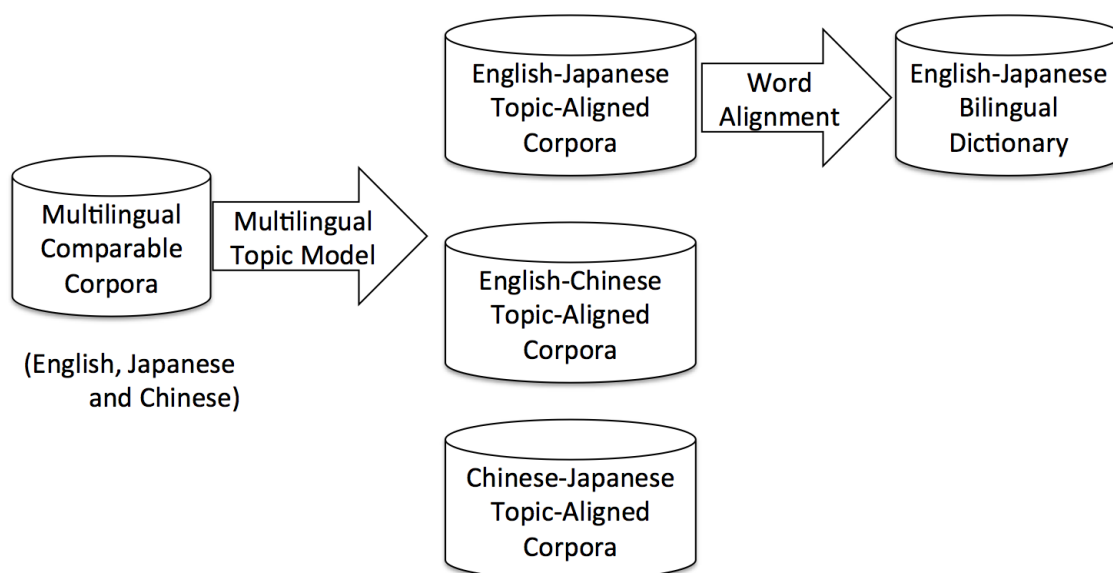 Multilingual
Comparable
Corpora
(English, Japanese
and Chinese)
Multilingual
Topic Model
English-Japanese
Topic-Aligned
Corpora
English-Chinese
Topic-Aligned
Corpora
Chinese-Japanese
Topic-Aligned
Corpora
Word
Alignment
English-Japanese
Bilingual
Dictionary